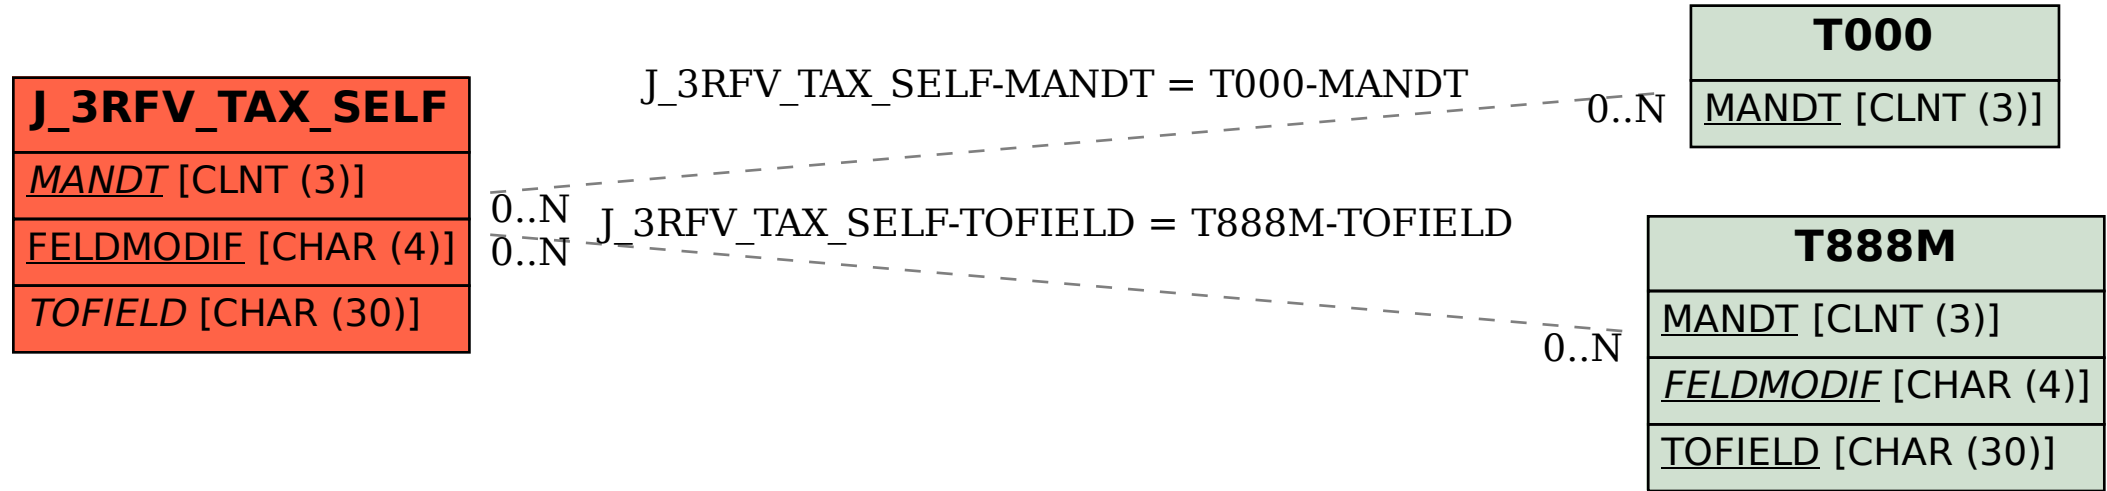 J_3RFV_TAX_SELF
MANDT [CLNT (3)]
FELDMODIF [CHAR (4)]
TOFIELD [CHAR (30)]
J_3RFV_TAX_SELF-MANDT = T000-MANDT
0..N
0..N
J_3RFV_TAX_SELF-TOFIELD = T888M-TOFIELD
0..N
0..N
T000
MANDT [CLNT (3)]
T888M
MANDT [CLNT (3)]
FELDMODIF [CHAR (4)]
TOFIELD [CHAR (30)]